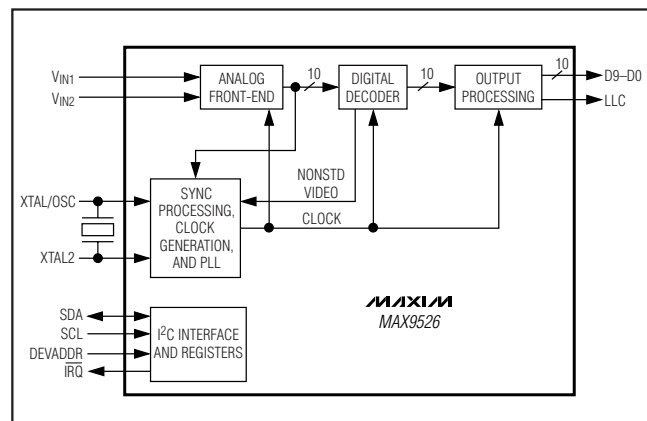 VIN1
VIN2
ANALOG
FRONT-END
10
DIGITAL
DECODER
10
OUTPUT
PROCESSING
10
D9–D0
LLC
XTAL/OSC
XTAL2
SYNC
PROCESSING,
CLOCK
GENERATION,
AND PLL
NONSTD
VIDEO
CLOCK
SDA
SCL
DEVADDR
IRQ
I2C INTERFACE
AND REGISTERS
MAXIM
MAX9526